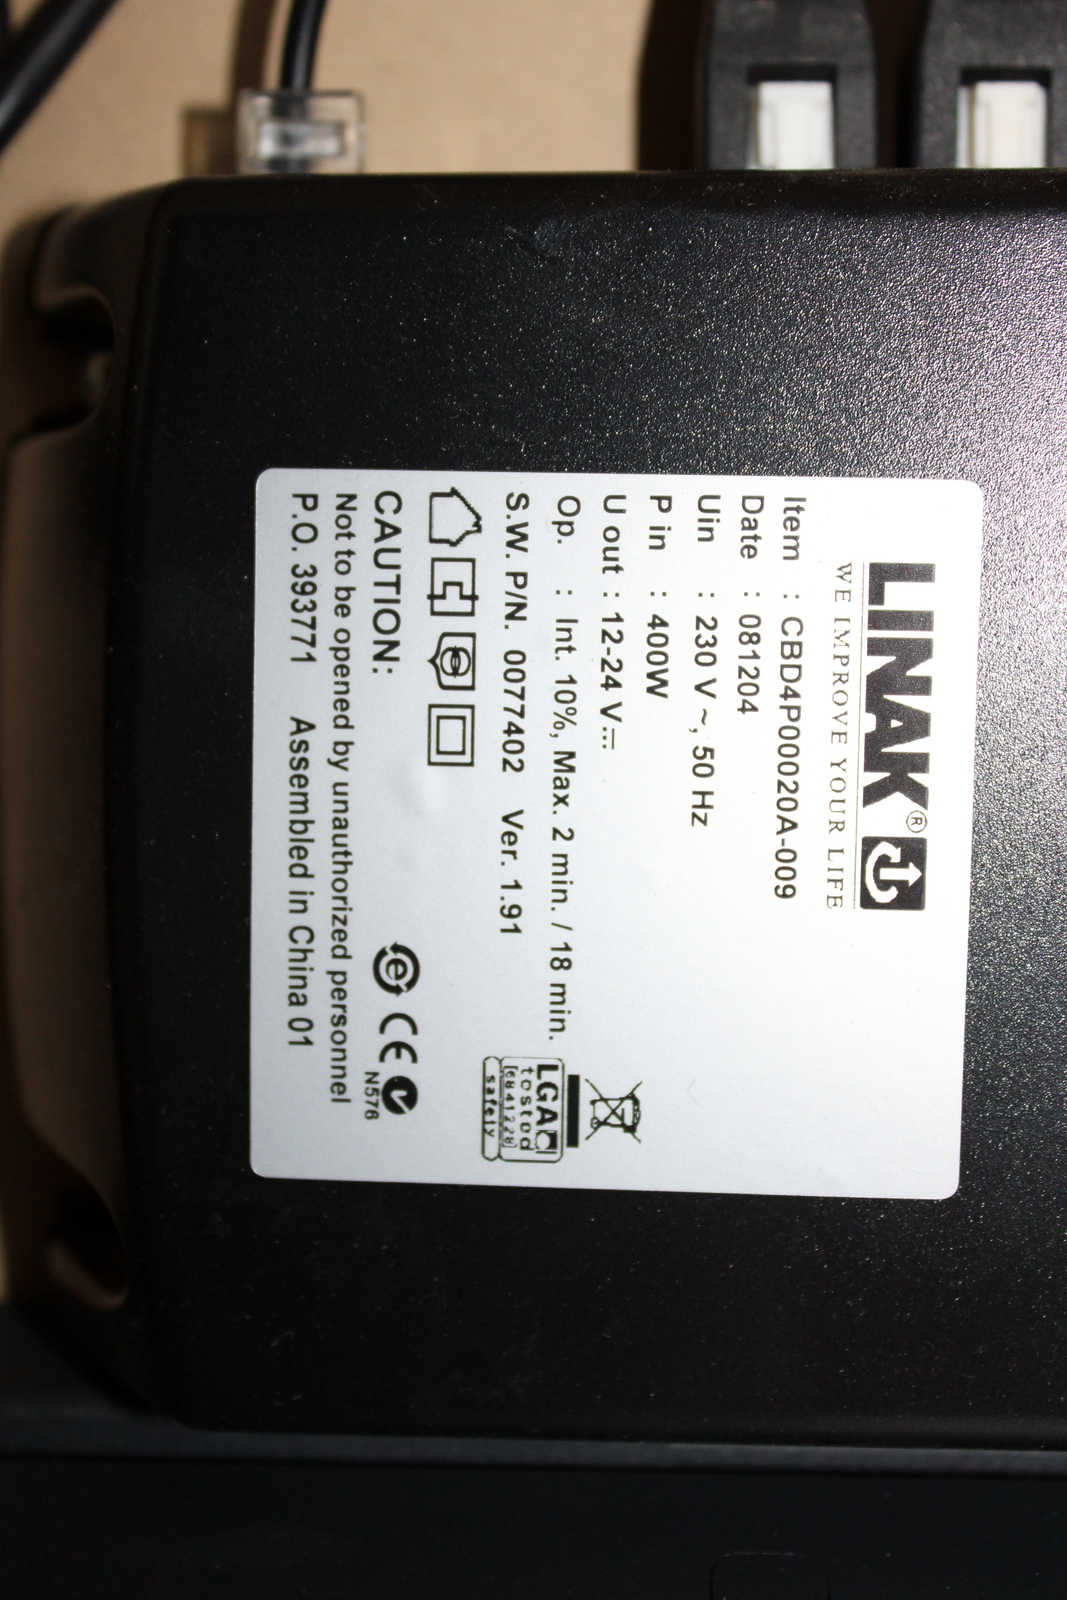 LINAK®
WE IMPROVE YOUR LIFE
Item : CBD4P00020A-009
Date : 081204
Uin : 230 V ~, 50 Hz
P in : 400W
U out : 12-24 V
Op. : Int. 10%, Max. 2 min. / 18 min.
S.W. P/N. 0077402 Ver. 1.91
LGA
tested
safety
CAUTION:
e CE
N576
Not to be opened by unauthorized personnel
P.O. 393771 Assembled in China 01